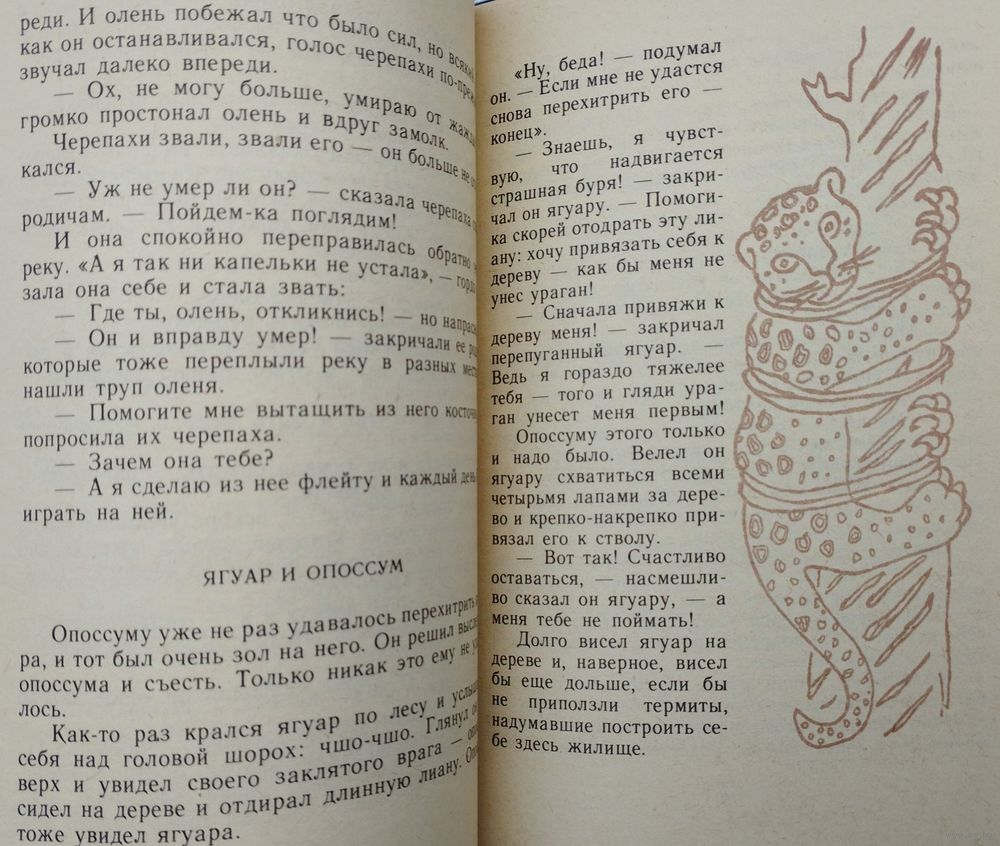 реди. И олень побежал что было сил, но всякий
как он останавливался, голос черепахи по-преж
звучал далеко впереди.
— Ох, не могу больше, умираю от жажды
громко простонал олень и вдруг замолк.
Черепахи звали, звали его — он больше не от
кался.
— Уж не умер ли он? — сказала черепаха
родичам. — Пойдем-ка поглядим!
И она спокойно переправилась обратно
реку. «А я так ни капельки не устала», — гордо
зала она себе и стала звать:
— Где ты, олень, откликнись! — но напрасн
— Он и вправду умер! — закричали ее
которые тоже переплыли реку в разных мест
нашли труп оленя.
— Помогите мне вытащить из него косточ
попросила их черепаха.
— Зачем она тебе?
— А я сделаю из нее флейту и каждый день
играть на ней.
ЯГУАР И ОПОССУМ
Опоссуму уже не раз удавалось перехитрить
ра, и тот был очень зол на него. Он решил высле
опоссума и съесть. Только никак это ему не
лось.
Как-то раз крался ягуар по лесу и услыш
себя над головой шорох: чшо-чшо. Глянул
верх и увидел своего заклятого врага —
сидел на дереве и отдирал длинную лиану.
тоже увидел ягуара.
«Ну, беда! — подумал
он. — Если мне не удастся
снова перехитрить его —
конец».
— Знаешь, я чувст-
вую, что надвигается
страшная буря! — закри-
чал он ягуару. — Помоги-
ка скорей отодрать эту ли-
ану: хочу привязать себя к
дереву — как бы меня не
унес ураган!
— Сначала привяжи к
дереву меня! — закричал
перепуганный ягуар. —
Ведь я гораздо тяжелее
тебя — того и гляди ура-
ган унесет меня первым!
Опоссуму этого только
и надо было. Велел он
ягуару схватиться всеми
четырьмя лапами за дере-
во и крепко-накрепко при-
вязал его к стволу.
— Вот так! Счастливо
оставаться, — насмешли-
во сказал он ягуару, — а
меня тебе не поймать!
Долго висел ягуар на
дереве и, наверное, висел
бы еще дольше, если бы
не приползли термиты,
надумавшие построить се-
бе здесь жилище.